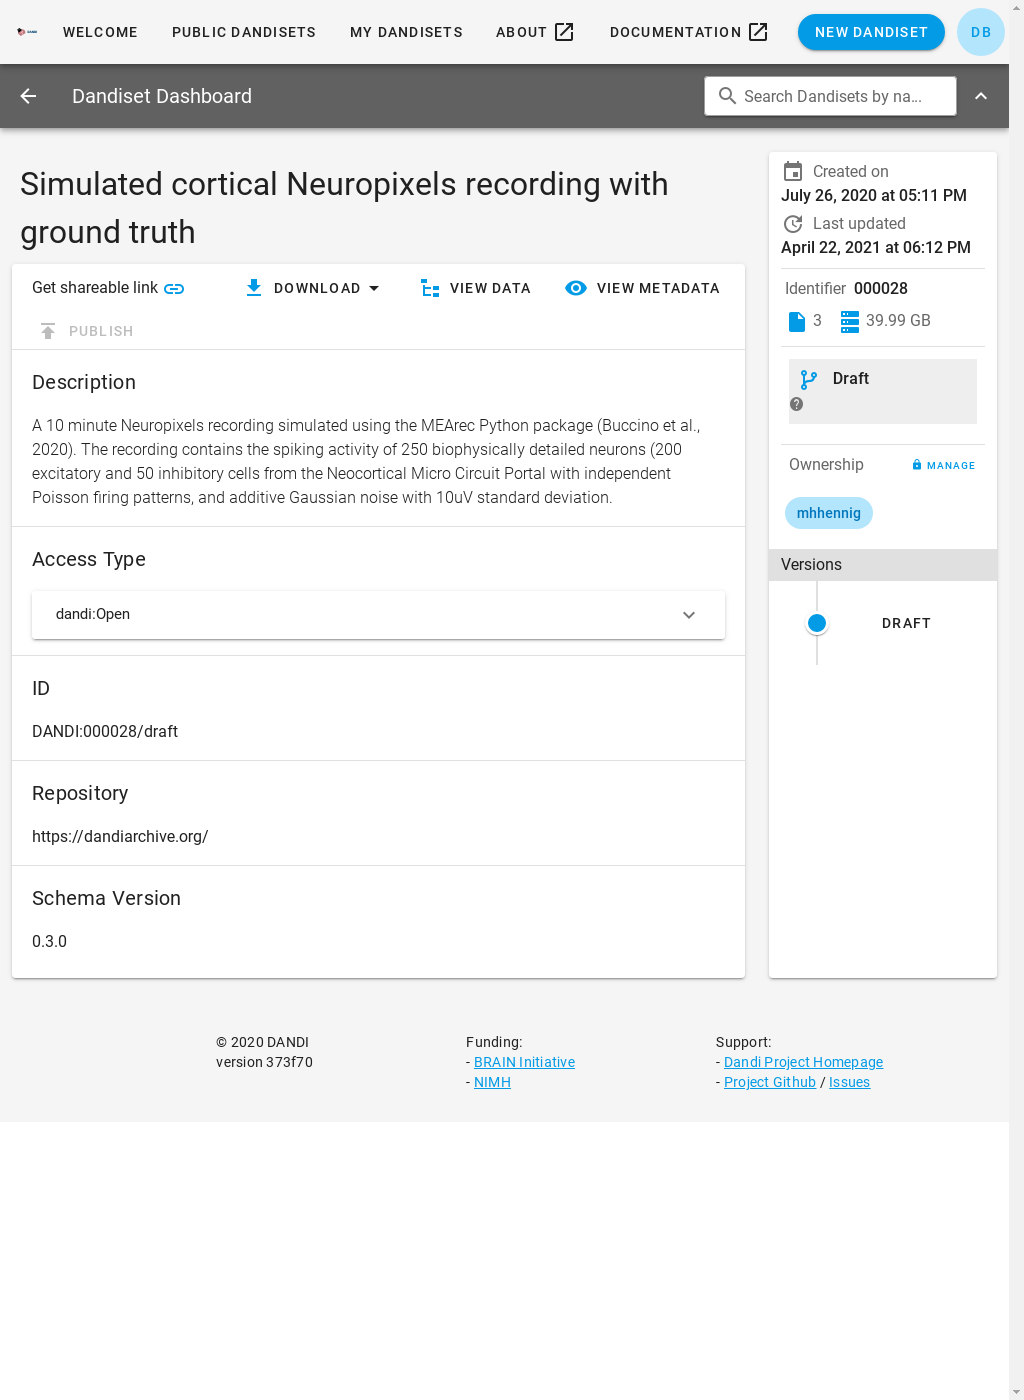 WELCOME PUBLIC DANDISETS MY DANDISETS ABOUT DOCUMENTATION NEW DANDISET DB
Dandiset Dashboard Search Dandisets by na...
Simulated cortical Neuropixels recording with
ground truth
Get shareable link DOWNLOAD VIEW DATA VIEW METADATA
PUBLISH
Description
A 10 minute Neuropixels recording simulated using the MEArec Python package (Buccino et al.,
2020). The recording contains the spiking activity of 250 biophysically detailed neurons (200
excitatory and 50 inhibitory cells from the Neocortical Micro Circuit Portal with independent
Poisson firing patterns, and additive Gaussian noise with 10uV standard deviation.
Access Type
dandi:Open
ID
DANDI:000028/draft
Repository
https://dandiarchive.org/
Schema Version
0.3.0
Created on
July 26, 2020 at 05:11 PM
Last updated
April 22, 2021 at 06:12 PM
Identifier 000028
3 39.99 GB
Draft
Ownership MANAGE
mhhennig
Versions
DRAFT
© 2020 DANDI
version 373f70
Funding:
- BRAIN Initiative
- NIMH
Support:
- Dandi Project Homepage
- Project Github / Issues